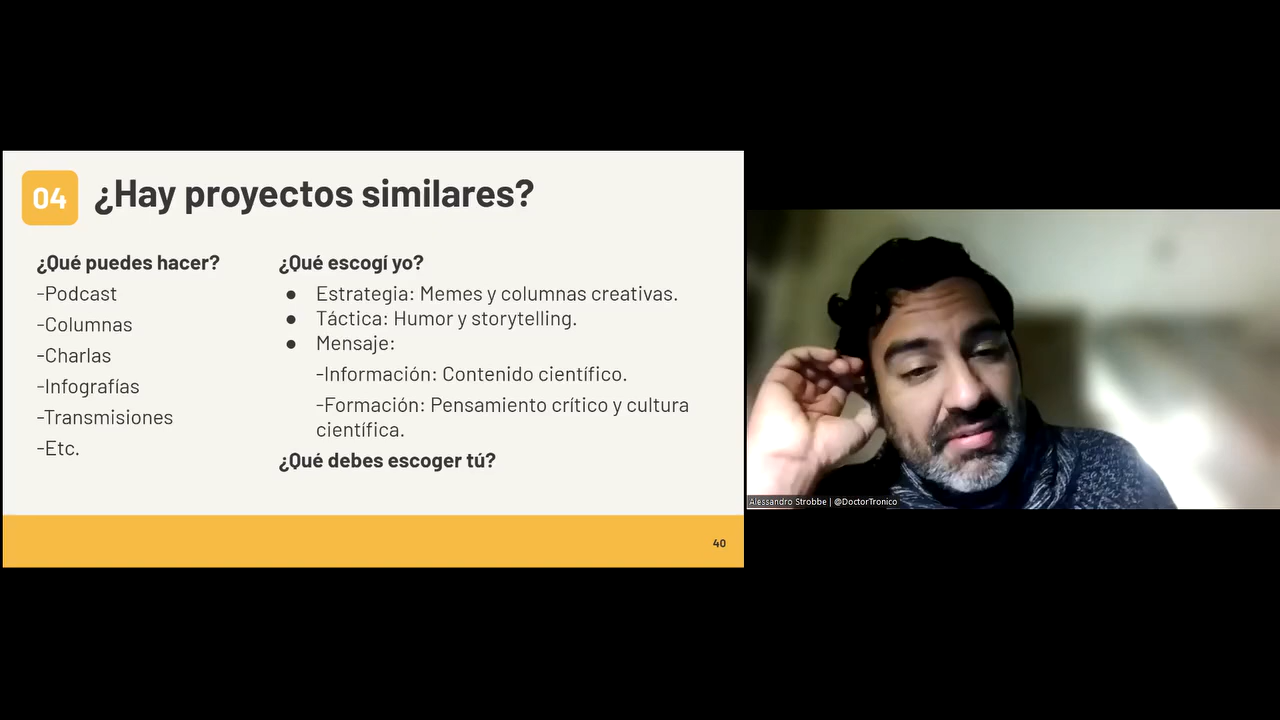 04 ¿Hay proyectos similares?
¿Qué puedes hacer?
-Podcast
-Columnas
-Charlas
-Infografías
-Transmisiones
-Etc.
¿Qué escogí yo?
● Estrategia: Memes y columnas creativas.
● Táctica: Humor y storytelling.
● Mensaje:
-Información: Contenido científico.
-Formación: Pensamiento crítico y cultura
científica.
¿Qué debes escoger tú?
40
Alessandro Strobbe | @DoctorTronico